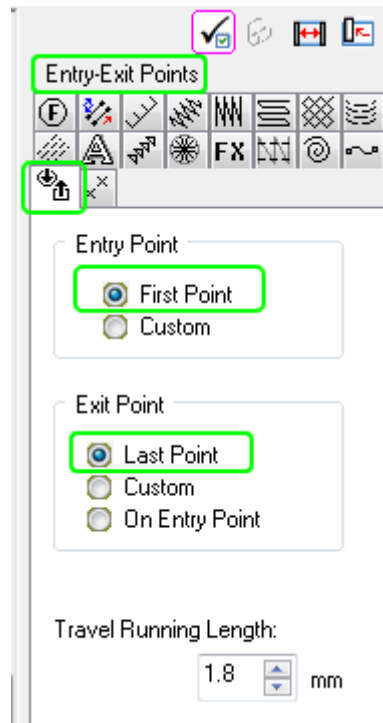 Entry-Exit Points
F
A FX
Entry Point
First Point
Custom
Exit Point
Last Point
Custom
On Entry Point
Travel Running Length:
1.8 mm